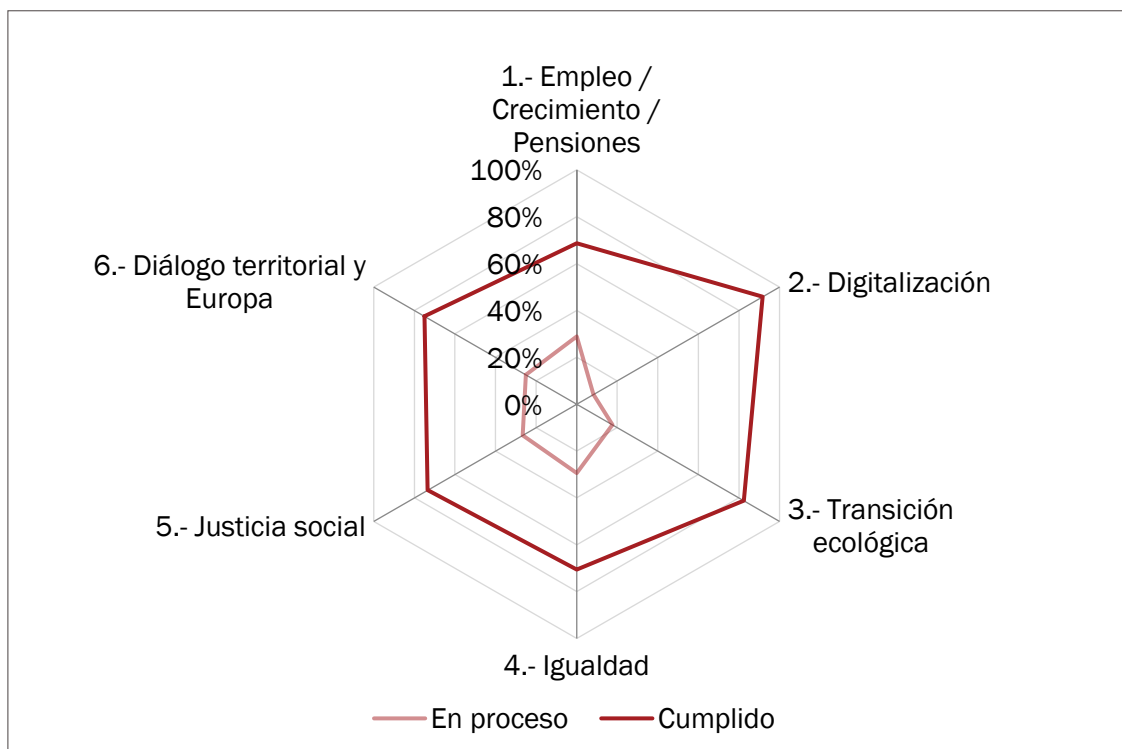 1.- Empleo /
Crecimiento /
Pensiones
100%
80%
60%
40%
20%
0%
2.- Digitalización
3.- Transición
ecológica
4.- Igualdad
5.- Justicia social
6.- Diálogo territorial y
Europa
En proceso
Cumplido